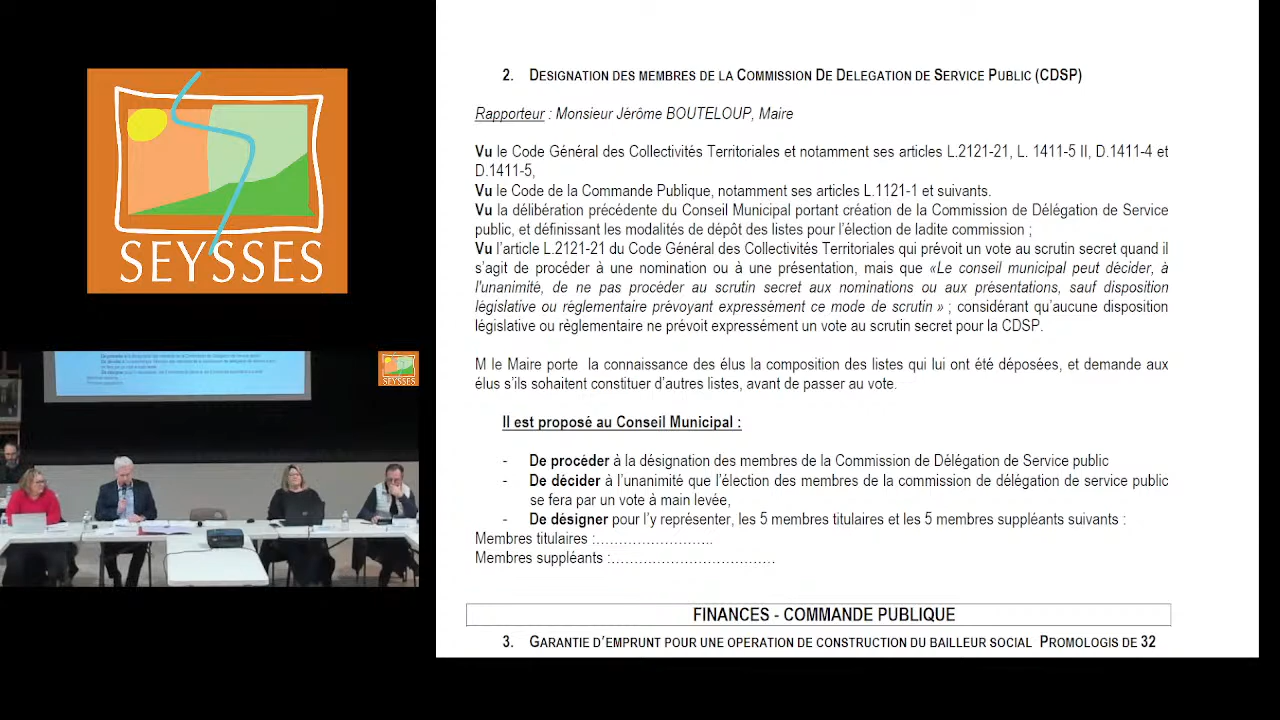 SEYSSES
SEYSSES
2. DESIGNATION DES MEMBRES DE LA COMMISSION DE DELEGATION DE SERVICE PUBLIC (CDSP)
Rapporteur : Monsieur Jérôme BOUTELOUP, Maire
Vu le Code Général des Collectivités Territoriales et notamment ses articles L.2121-21, L. 1411-5 II, D.1411-4 et
D.1411-5,
Vu le Code de la Commande Publique, notamment ses articles L.1121-1 et suivants.
Vu la délibération précédente du Conseil Municipal portant création de la Commission de Délégation de Service
public, et définissant les modalités de dépôt des listes pour l'élection de ladite commission ;
Vu l'article L.2121-21 du Code Général des Collectivités Territoriales qui prévoit un vote au scrutin secret quand il
s'agit de procéder à une nomination ou à une présentation, mais que «Le conseil municipal peut décider, à
l'unanimité, de ne pas procéder au scrutin secret aux nominations ou aux présentations, sauf disposition
législative ou réglementaire prévoyant expressément ce mode de scrutin » ; considérant qu'aucune disposition
législative ou règlementaire ne prévoit expressément un vote au scrutin secret pour la CDSP.
M le Maire porte la connaissance des élus la composition des listes qui lui ont été déposées, et demande aux
élus s'ils sohaitent constituer d'autres listes, avant de passer au vote.
Il est proposé au Conseil Municipal :
- De procéder à la désignation des membres de la Commission de Délégation de Service public
- De décider à l'unanimité que l'élection des membres de la commission de délégation de service public
se fera par un vote à main levée,
- De désigner pour l'y représenter, les 5 membres titulaires et les 5 membres suppléants suivants :
Membres titulaires :……………………..
Membres suppléants :……………………………….
FINANCES - COMMANDE PUBLIQUE
3. GARANTIE D'EMPRUNT POUR UNE OPERATION DE CONSTRUCTION DU BAILLEUR SOCIAL PROMOLOGIS DE 32